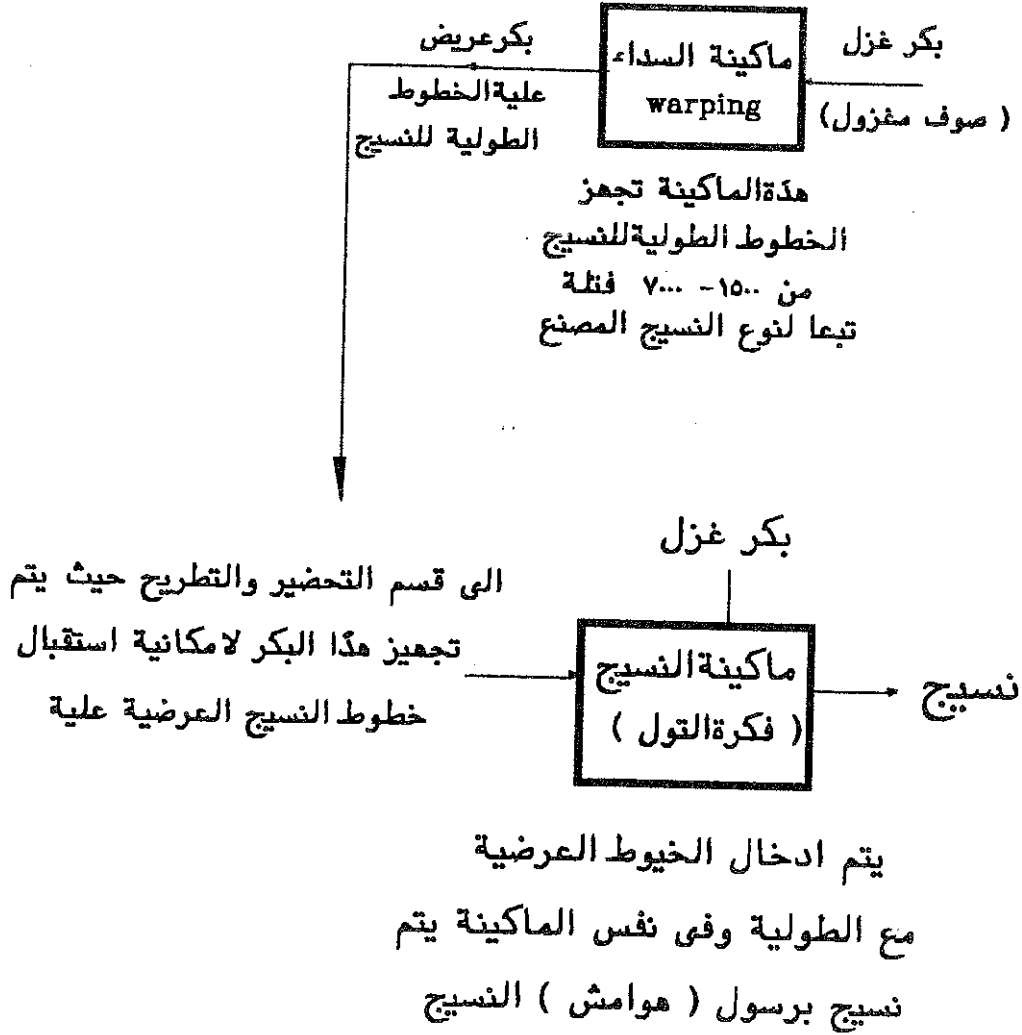 بكر غزل
(صوف مغزول)
ماكينة السداء
warping
بكرعريض
علية الخطوط
الطولية للنسيج
هذةالماكينة تجهز
الخطوط الطولية للنسيج
من ١٥٠٠- ٧٠٠٠ فتلة
تبعا لنوع النسيج المصنع
الى قسم التحضير والتطريح حيث يتم
تجهيز هذا البكر لامكانية استقبال
خطوط النسيج العرضية علية
بكر غزل
ماكينة النسيج
( فكرة التول )
نسيج
يتم ادخال الخيوط العرضية
مع الطولية وفى نفس الماكينة يتم
نسيج برسول ( هوامش ) النسيج